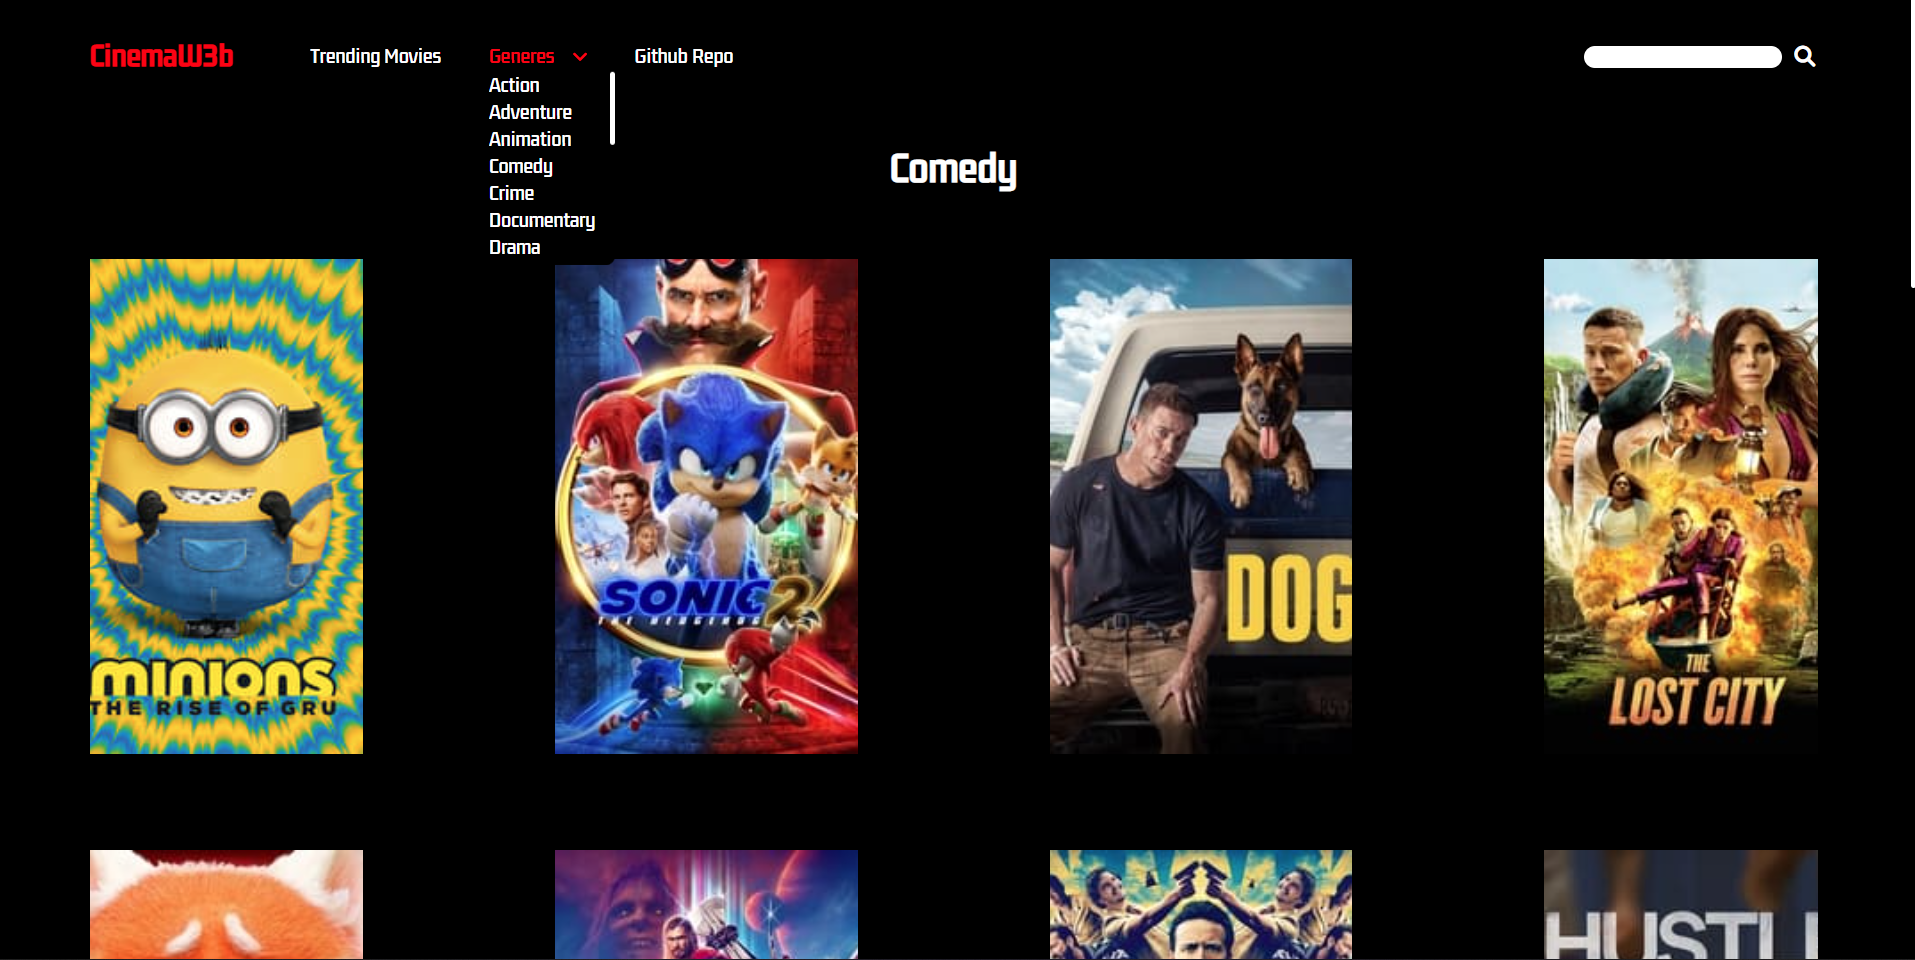 CinemaW3b
Trending Movies
Generes
Github Repo
Action
Adventure
Animation
Comedy
Crime
Documentary
Drama
Comedy
minions
THE RISE OF GRU
SONIC 2
THE HEDGEHOG
DOG
THE
LOST CITY
HUSTL